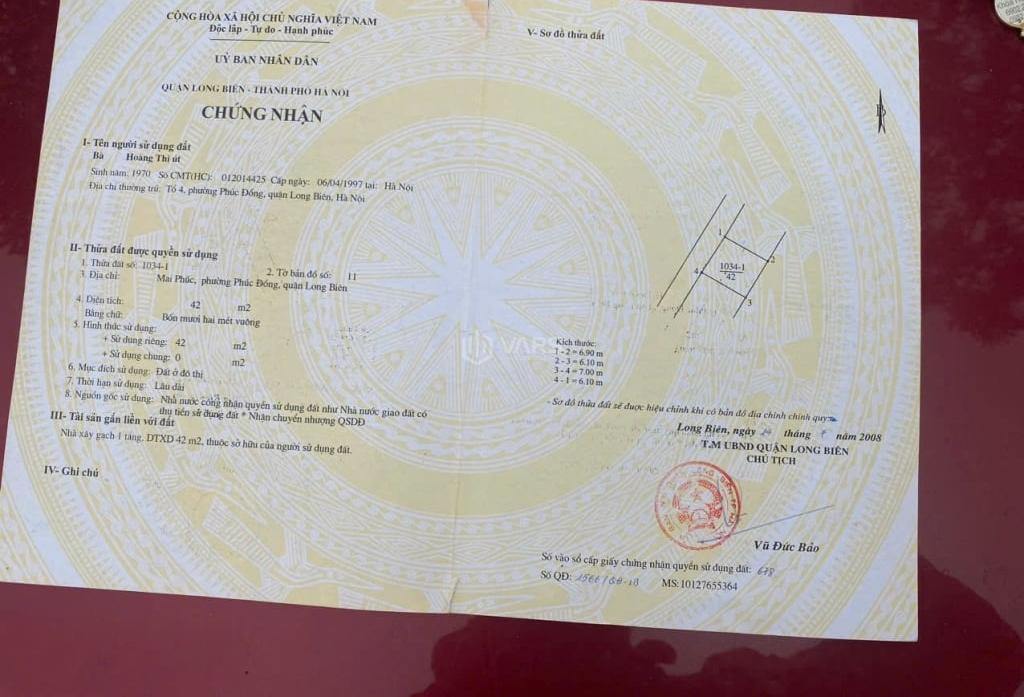 CỘNG HÒA XÃ HỘI CHỦ NGHĨA VIỆT NAM
Độc lập - Tự do - Hạnh phúc
UỶ BAN NHÂN DÂN
QUẬN LONG BIÊN - THÀNH PHỐ HÀ NỘI
CHỨNG NHẬN
I- Tên người sử dụng đất
Bà Hoàng Thị út
Sinh năm: 1970 Số CMT(HC): 012014425 Cấp ngày: 06/04/1997 tại: Hà Nội
Địa chỉ thường trú: Tổ 4, phường Phúc Đồng, quận Long Biên, Hà Nội
II- Thửa đất được quyền sử dụng
1. Thửa đất số: 1034-1 2. Tờ bản đồ số: 11
3. Địa chỉ: Mai Phúc, phường Phúc Đồng, quận Long Biên
4. Diện tích: 42 m2
Bằng chữ: Bốn mươi hai mét vuông
5. Hình thức sử dụng:
+ Sử dụng riêng: 42 m2
+ Sử dụng chung: 0 m2
6. Mục đích sử dụng: Đất ở đô thị
7. Thời hạn sử dụng: Lâu dài
8. Nguồn gốc sử dụng: Nhà nước công nhận quyền sử dụng đất như Nhà nước giao đất có
thu tiền sử dụng đất * Nhận chuyển nhượng QSDĐ
III- Tài sản gắn liền với đất
Nhà xây gạch 1 tầng, DTXD 42 m2, thuộc sở hữu của người sử dụng đất.
IV- Ghi chú
V- Sơ đồ thửa đất
1
2
1034-1
42
4
3
Kích thước:
1 - 2 = 6.90 m
2 - 3 = 6.10 m
3 - 4 = 7.00 m
4 - 1 = 6.10 m
- Sơ đồ thửa đất sẽ được hiệu chỉnh khi có bản đồ địa chính chính quy
Long Biên, ngày 24 tháng năm 2008
T.M UBND QUẬN LONG BIÊN
CHỦ TỊCH
Vũ Đức Bảo
Số vào sổ cấp giấy chứng nhận quyền sử dụng đất: 678
Số QĐ: MS: 10127655364
VARS